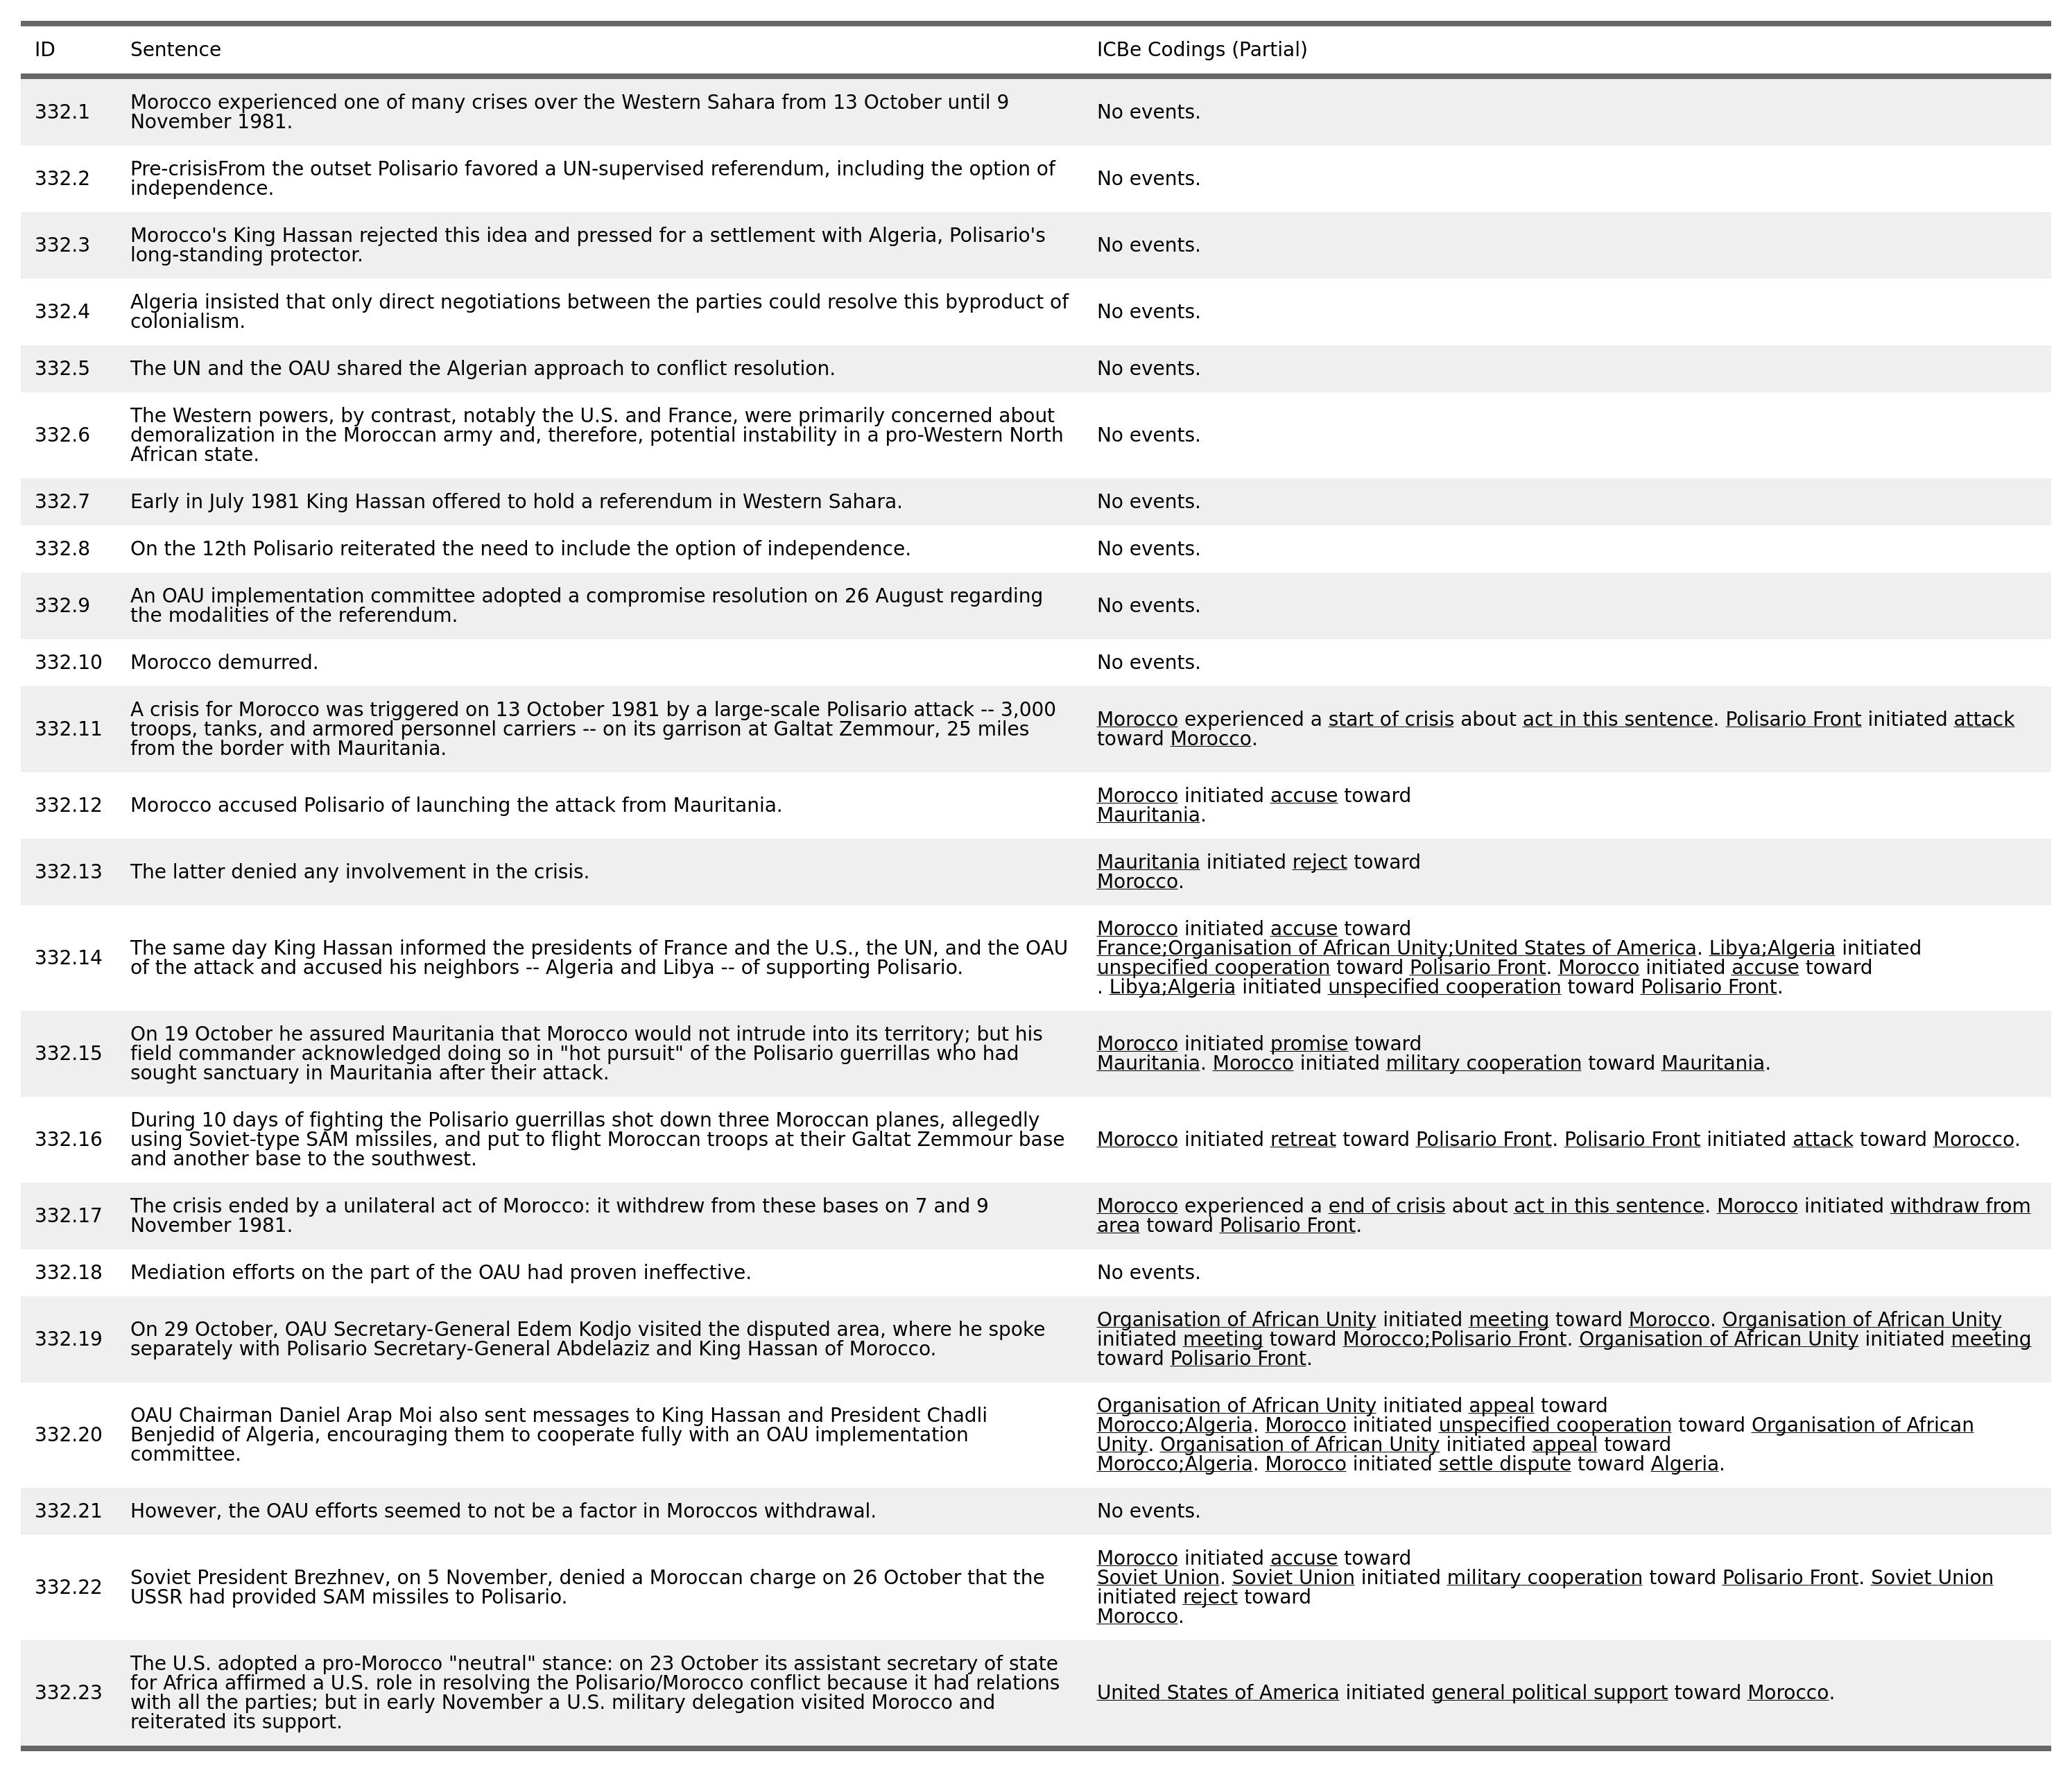 ID Sentence ICBe Codings (Partial)
332.1 Morocco experienced one of many crises over the Western Sahara from 13 October until 9
November 1981.
No events.
332.2 Pre-crisisFrom the outset Polisario favored a UN-supervised referendum, including the option of
independence.
No events.
332.3 Morocco's King Hassan rejected this idea and pressed for a settlement with Algeria, Polisario's
long-standing protector.
No events.
332.4 Algeria insisted that only direct negotiations between the parties could resolve this byproduct of
colonialism.
No events.
332.5 The UN and the OAU shared the Algerian approach to conflict resolution.
No events.
332.6 The Western powers, by contrast, notably the U.S. and France, were primarily concerned about
demoralization in the Moroccan army and, therefore, potential instability in a pro-Western North
African state.
No events.
332.7 Early in July 1981 King Hassan offered to hold a referendum in Western Sahara.
No events.
332.8 On the 12th Polisario reiterated the need to include the option of independence.
No events.
332.9 An OAU implementation committee adopted a compromise resolution on 26 August regarding
the modalities of the referendum.
No events.
332.10 Morocco demurred.
No events.
332.11 A crisis for Morocco was triggered on 13 October 1981 by a large-scale Polisario attack -- 3,000
troops, tanks, and armored personnel carriers -- on its garrison at Galtat Zemmour, 25 miles
from the border with Mauritania.
Morocco experienced a start of crisis about act in this sentence. Polisario Front initiated attack
toward Morocco.
332.12 Morocco accused Polisario of launching the attack from Mauritania.
Morocco initiated accuse toward
Mauritania.
332.13 The latter denied any involvement in the crisis.
Mauritania initiated reject toward
Morocco.
332.14 The same day King Hassan informed the presidents of France and the U.S., the UN, and the OAU
of the attack and accused his neighbors -- Algeria and Libya -- of supporting Polisario.
Morocco initiated accuse toward
France;Organisation of African Unity;United States of America. Libya;Algeria initiated
unspecified cooperation toward Polisario Front. Morocco initiated accuse toward
. Libya;Algeria initiated unspecified cooperation toward Polisario Front.
332.15 On 19 October he assured Mauritania that Morocco would not intrude into its territory; but his
field commander acknowledged doing so in "hot pursuit" of the Polisario guerrillas who had
sought sanctuary in Mauritania after their attack.
Morocco initiated promise toward
Mauritania. Morocco initiated military cooperation toward Mauritania.
332.16 During 10 days of fighting the Polisario guerrillas shot down three Moroccan planes, allegedly
using Soviet-type SAM missiles, and put to flight Moroccan troops at their Galtat Zemmour base
and another base to the southwest.
Morocco initiated retreat toward Polisario Front. Polisario Front initiated attack toward Morocco.
332.17 The crisis ended by a unilateral act of Morocco: it withdrew from these bases on 7 and 9
November 1981.
Morocco experienced a end of crisis about act in this sentence. Morocco initiated withdraw from
area toward Polisario Front.
332.18 Mediation efforts on the part of the OAU had proven ineffective.
No events.
332.19 On 29 October, OAU Secretary-General Edem Kodjo visited the disputed area, where he spoke
separately with Polisario Secretary-General Abdelaziz and King Hassan of Morocco.
Organisation of African Unity initiated meeting toward Morocco. Organisation of African Unity
initiated meeting toward Morocco;Polisario Front. Organisation of African Unity initiated meeting
toward Polisario Front.
332.20 OAU Chairman Daniel Arap Moi also sent messages to King Hassan and President Chadli
Benjedid of Algeria, encouraging them to cooperate fully with an OAU implementation
committee.
Organisation of African Unity initiated appeal toward
Morocco;Algeria. Morocco initiated unspecified cooperation toward Organisation of African
Unity. Organisation of African Unity initiated appeal toward
Morocco;Algeria. Morocco initiated settle dispute toward Algeria.
332.21 However, the OAU efforts seemed to not be a factor in Moroccos withdrawal.
No events.
332.22 Soviet President Brezhnev, on 5 November, denied a Moroccan charge on 26 October that the
USSR had provided SAM missiles to Polisario.
Morocco initiated accuse toward
Soviet Union. Soviet Union initiated military cooperation toward Polisario Front. Soviet Union
initiated reject toward
Morocco.
332.23 The U.S. adopted a pro-Morocco "neutral" stance: on 23 October its assistant secretary of state
for Africa affirmed a U.S. role in resolving the Polisario/Morocco conflict because it had relations
with all the parties; but in early November a U.S. military delegation visited Morocco and
reiterated its support.
United States of America initiated general political support toward Morocco.